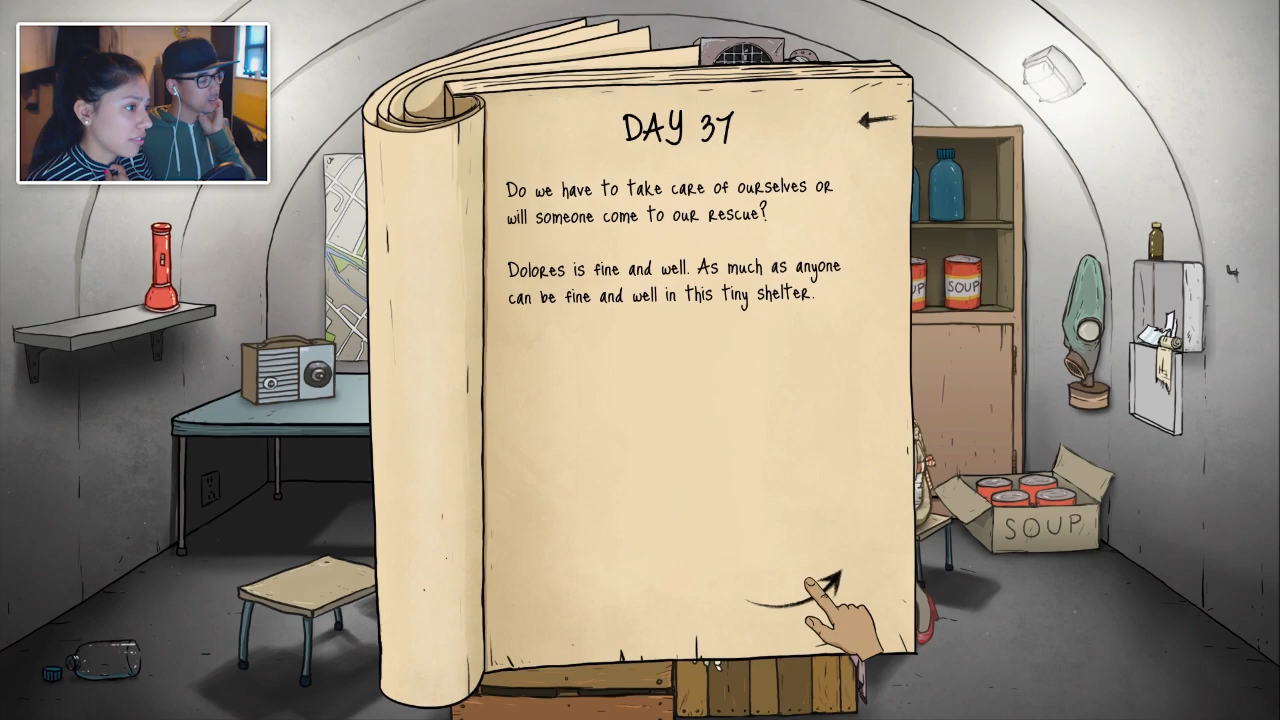 DAY 37
Do we have to take care of ourselves or
will someone come to our rescue?
Dolores is fine and well. As much as anyone
can be fine and well in this tiny shelter.
UP
SOUP
SOUP